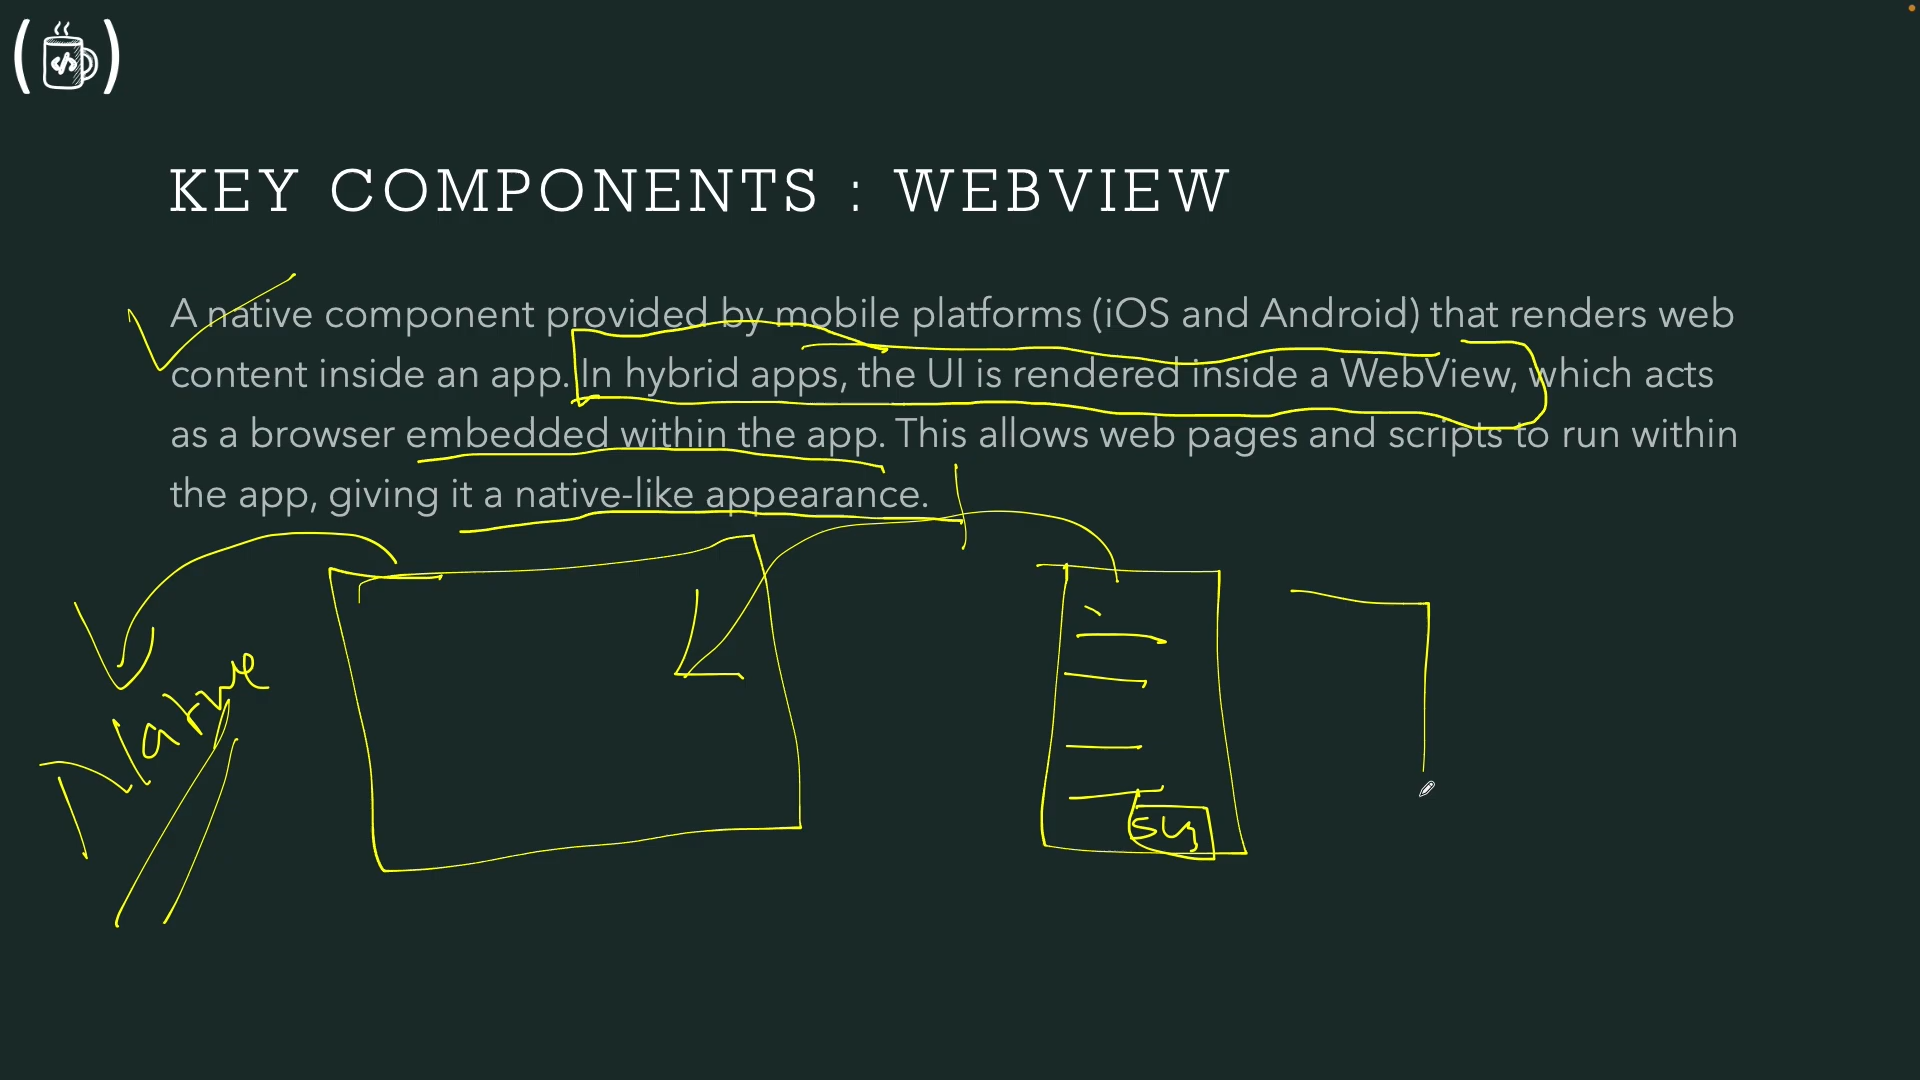 </>
KEY COMPONENTS : WEBVIEW
A native component provided by mobile platforms (iOS and Android) that renders web
content inside an app. In hybrid apps, the UI is rendered inside a WebView, which acts
as a browser embedded within the app. This allows web pages and scripts to run within
the app, giving it a native-like appearance.
Native